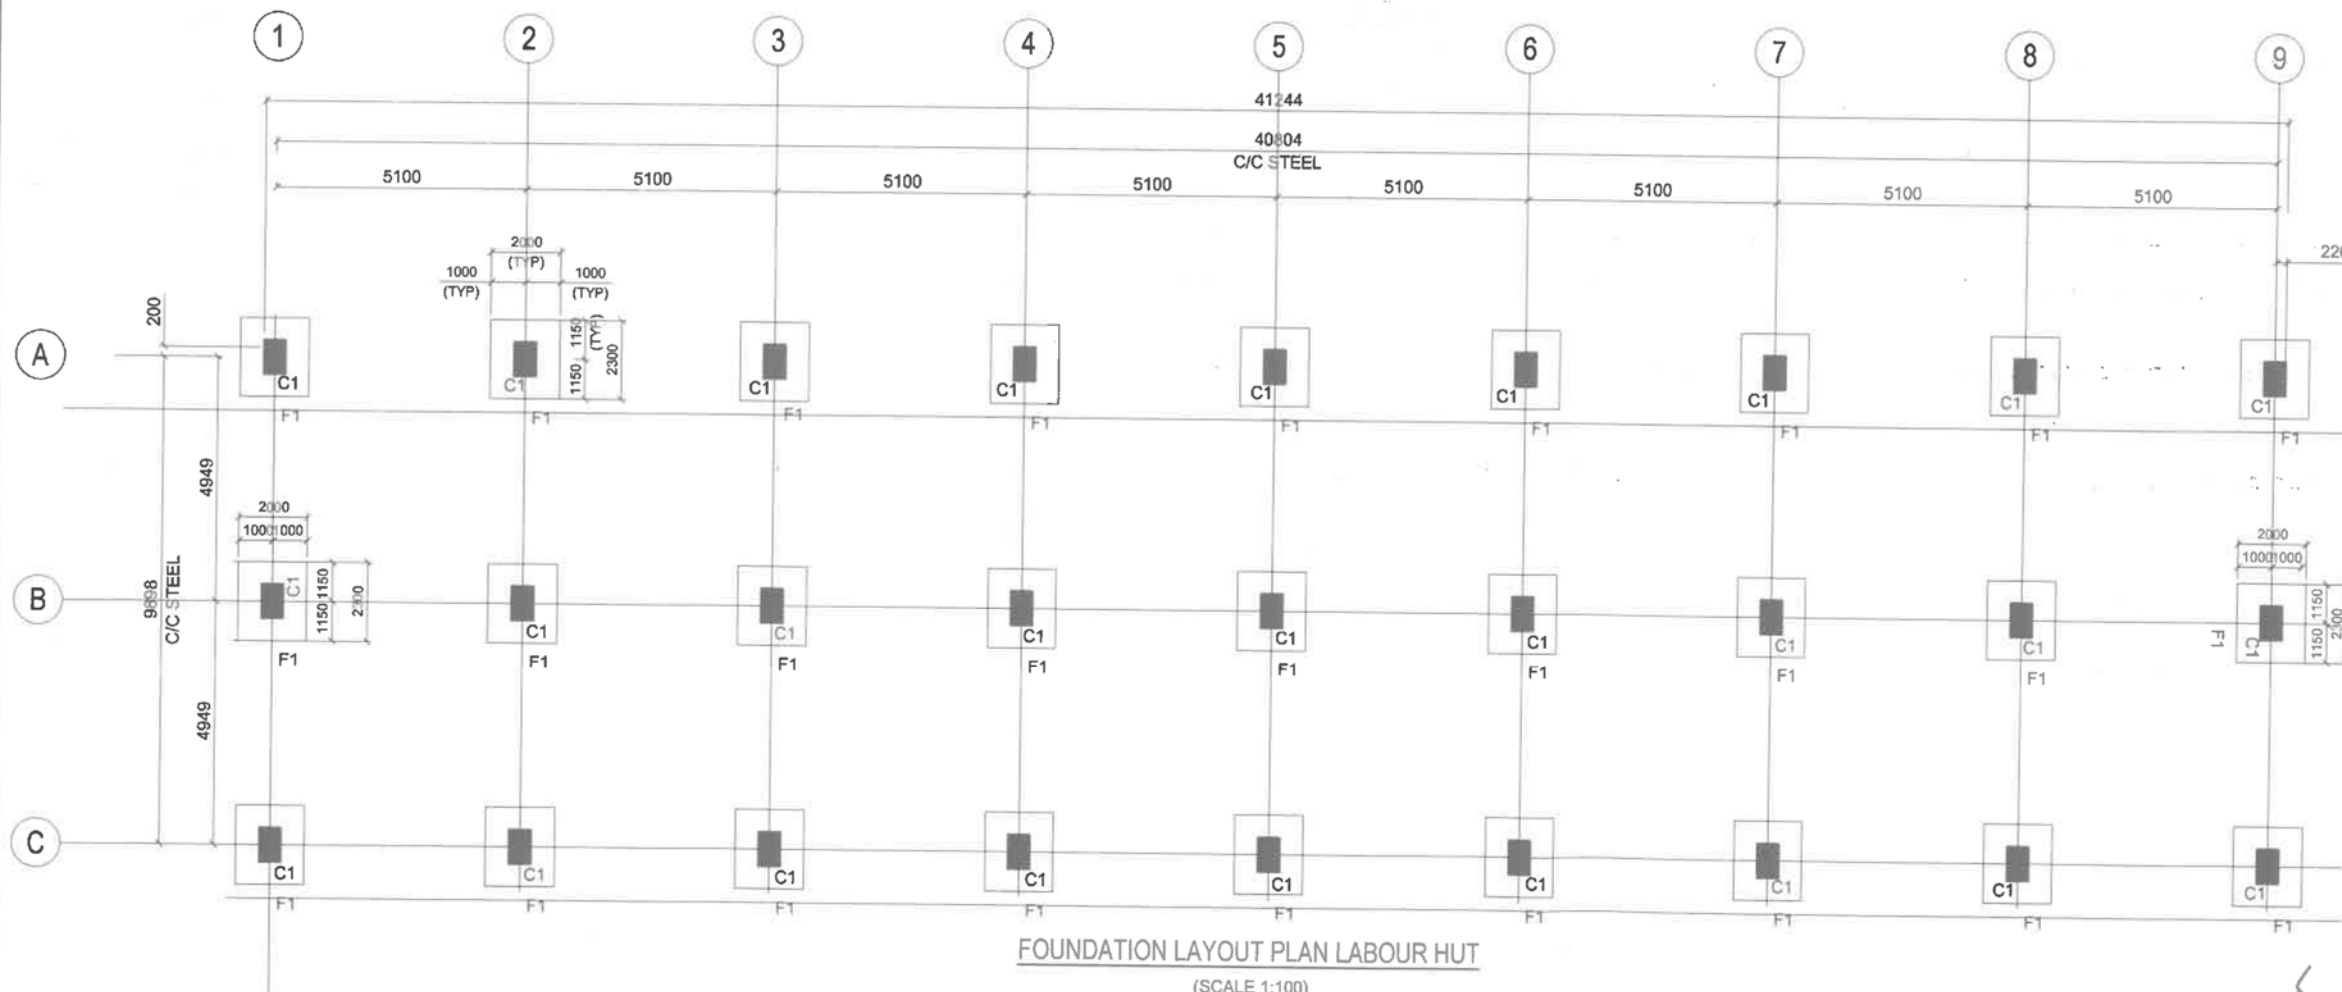 1 2 3 4 5 6 7 8 9
41244
40804
C/C STEEL
5100 5100 5100 5100 5100 5100 5100 5100
2000
(TYP)
1000 1000
(TYP) (TYP)
200
1150 1150
(TYP)
2300
A
C1 C1 C1 C1 C1 C1 C1 C1 C1
F1 F1 F1 F1 F1 F1 F1 F1 F1
4949
2000
1000 1000
1150 1150
2300
2000
1000 1000
1150 1150
2300
9898
C/C STEEL
B
C1 C1 C1 C1 C1 C1 C1 C1 C1
F1 F1 F1 F1 F1 F1 F1 F1 F1
4949
C
C1 C1 C1 C1 C1 C1 C1 C1 C1
F1 F1 F1 F1 F1 F1 F1 F1 F1
FOUNDATION LAYOUT PLAN LABOUR HUT
(SCALE 1:100)